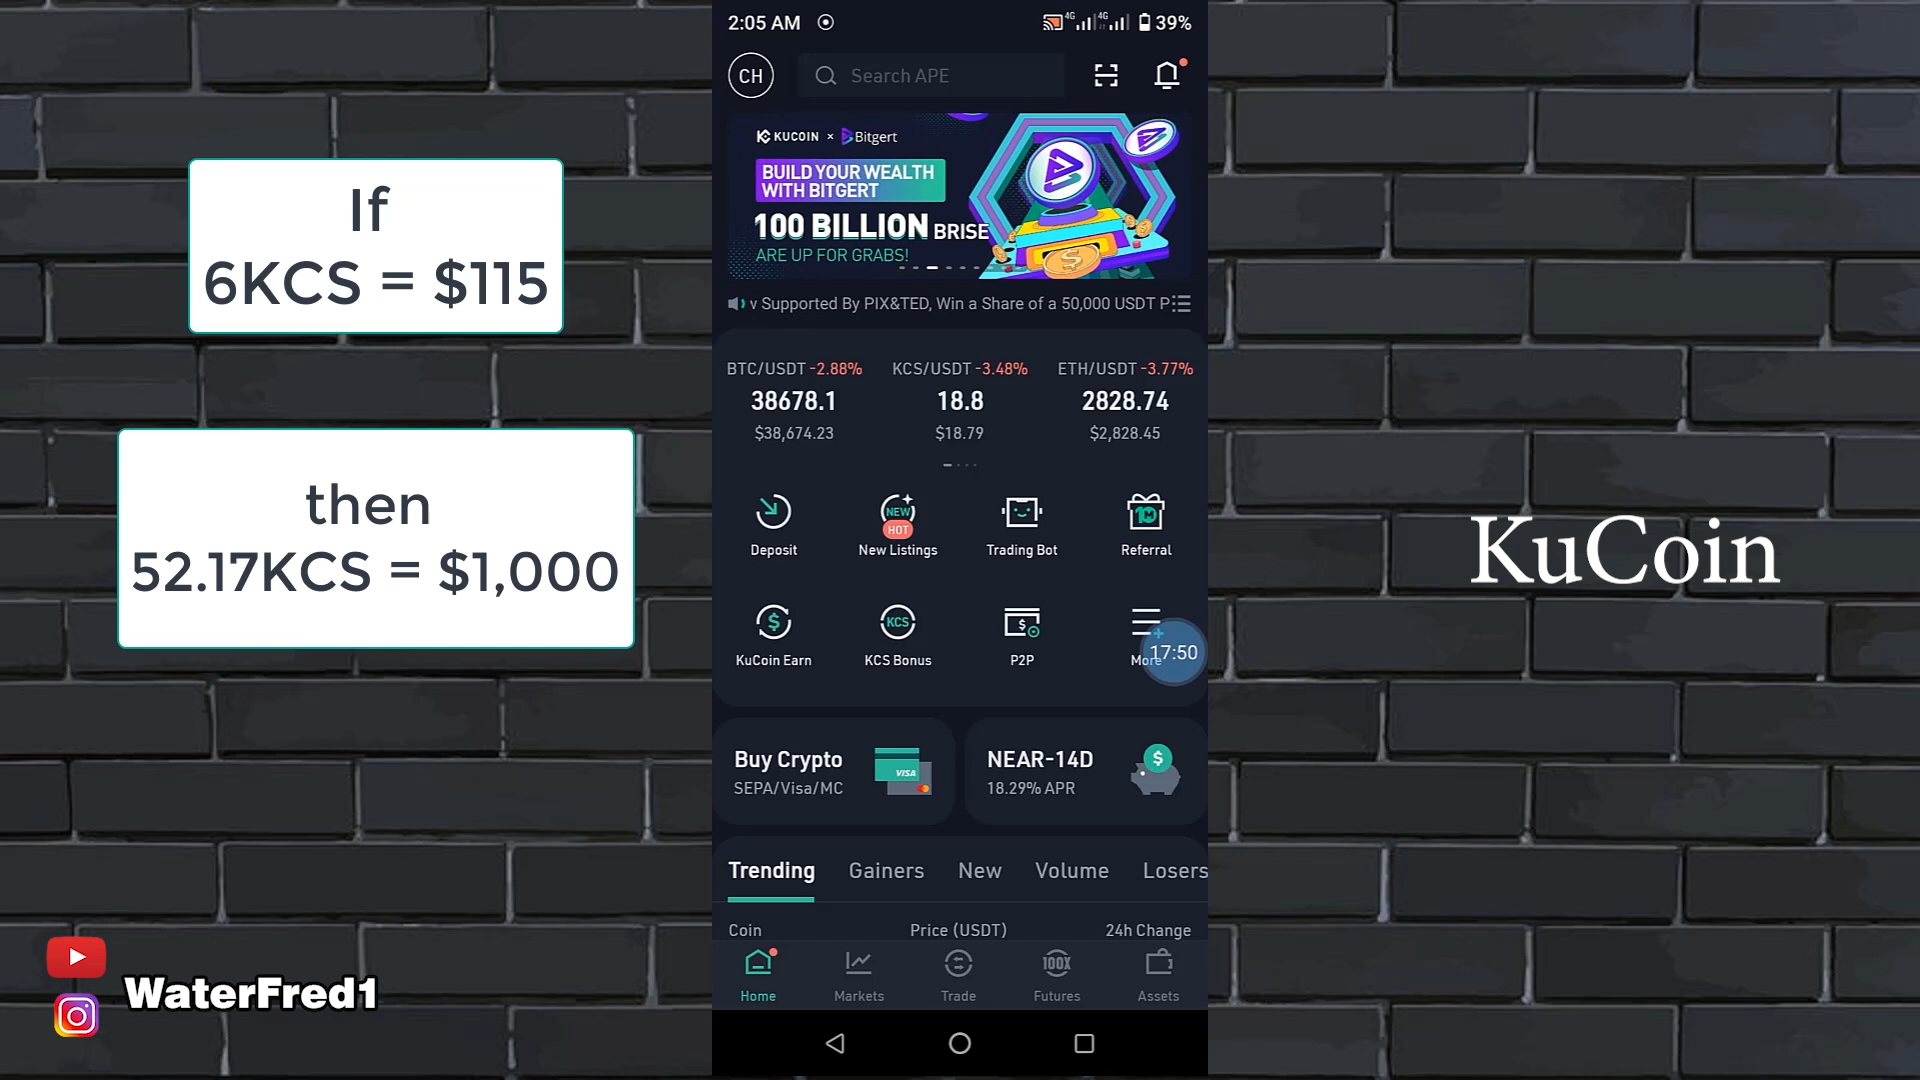 If
6KCS = $115
then
52.17KCS = $1,000
WaterFred1
2:05 AM
4G
4G
39%
CH
Search APE
KUCOIN × Bitgert
BUILD YOUR WEALTH
WITH BITGERT
100 BILLION BRISE
ARE UP FOR GRABS!
v Supported By PIX&TED, Win a Share of a 50,000 USDT P
BTC/USDT -2.88% KCS/USDT -3.48% ETH/USDT -3.77%
38678.1 18.8 2828.74
$38,674.23 $18.79 $2,828.45
NEW
HOT
10
Deposit New Listings Trading Bot Referral
KCS
KuCoin Earn KCS Bonus P2P More
17:50
Buy Crypto
SEPA/Visa/MC
VISA
NEAR-14D
18.29% APR
Trending Gainers New Volume Losers
Coin Price (USDT) 24h Change
100X
Home Markets Trade Futures Assets
KuCoin